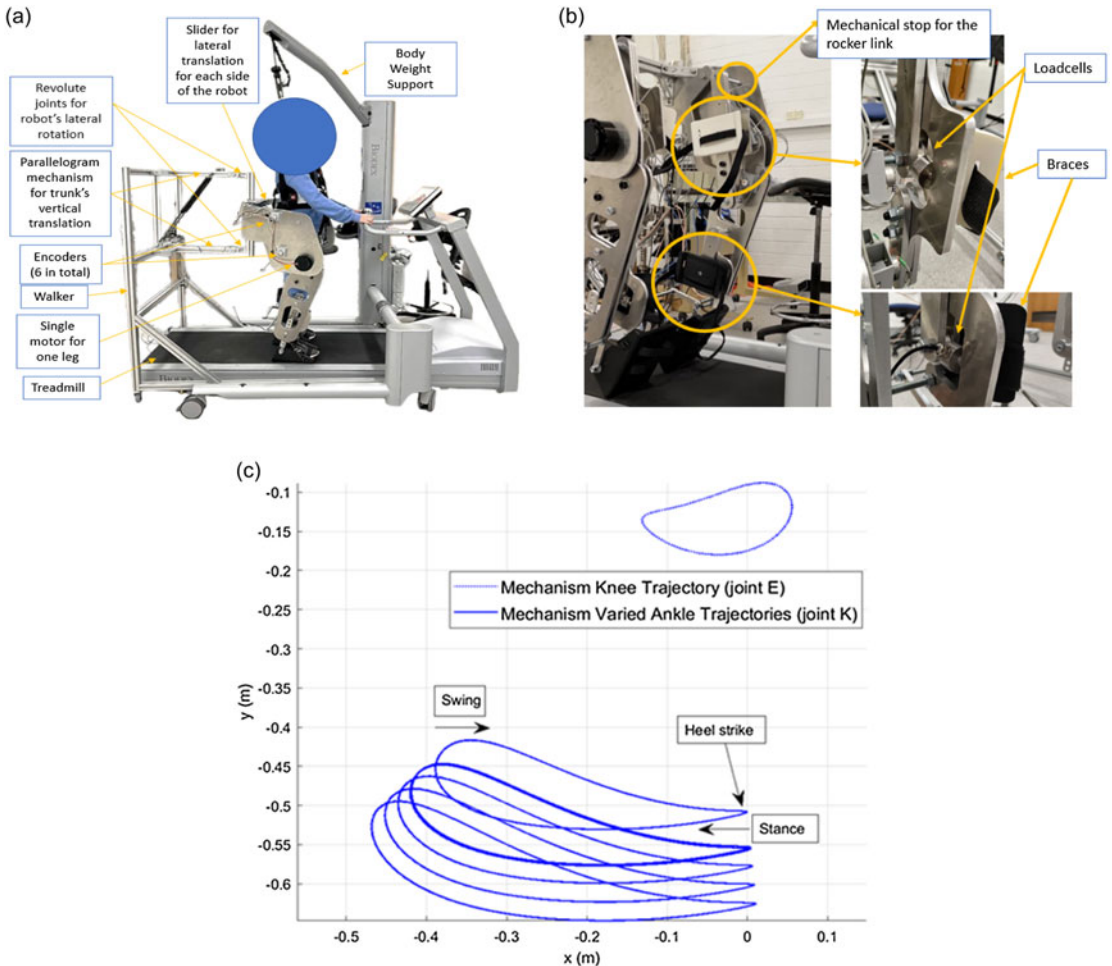 (a)
Slider for
lateral
translation
for each side
of the robot
Body
Weight
Support
Revolute
joints for
robot's lateral
rotation
Parallelogram
mechanism
for trunk's
vertical
translation
Encoders
(6 in total)
Walker
Single
motor for
one leg
Treadmill
BIODEX
BIODEX
(b)
Mechanical stop for the
rocker link
Loadcells
Braces
(c)
-0.1
-0.15
-0.2
-0.25
-0.3
-0.35
-0.4
-0.45
-0.5
-0.55
-0.6
y (m)
Mechanism Knee Trajectory (joint E)
Mechanism Varied Ankle Trajectories (joint K)
Swing
Heel strike
Stance
-0.5
-0.4
-0.3
-0.2
-0.1
0
0.1
x (m)